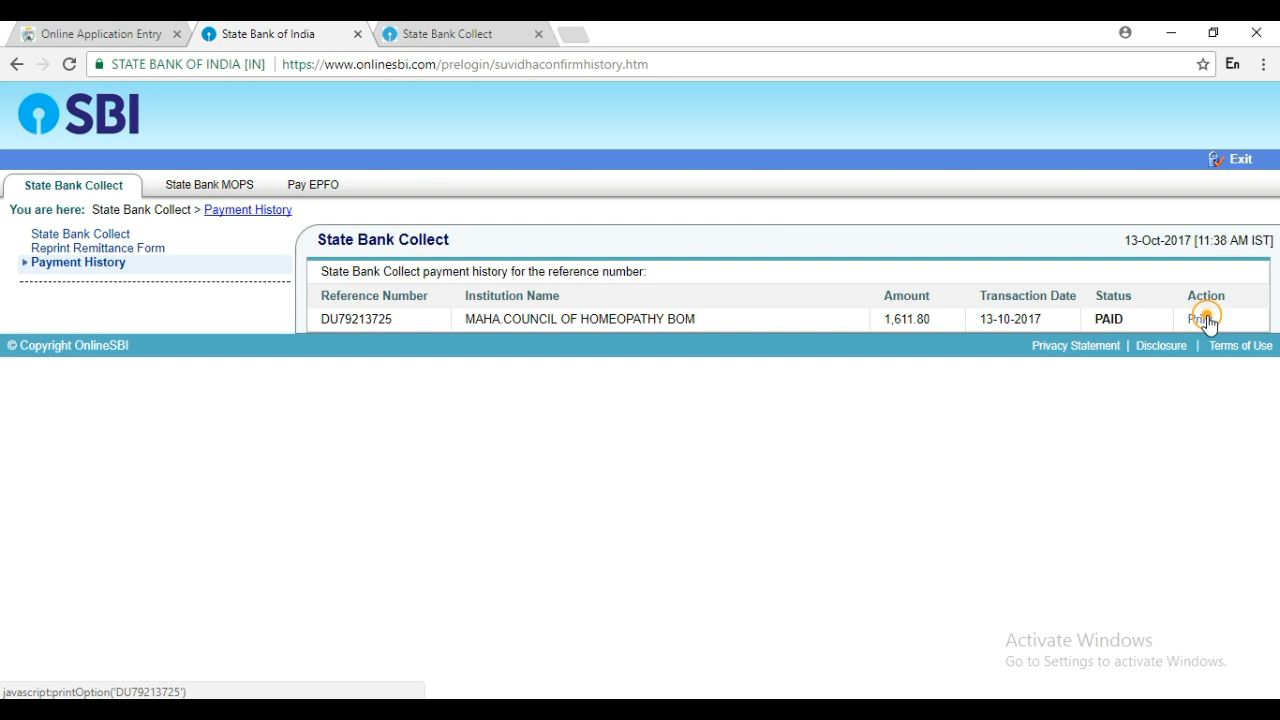 Online Application Entry
State Bank of India
State Bank Collect
STATE BANK OF INDIA [IN] https://www.onlinesbi.com/prelogin/suvidhaconfirmhistory.htm
En
SBI
Exit
State Bank Collect
State Bank MOPS
Pay EPFO
You are here: State Bank Collect > Payment History
State Bank Collect
Reprint Remittance Form
Payment History
State Bank Collect
13-Oct-2017 [11:38 AM IST]
State Bank Collect payment history for the reference number:
Reference Number Institution Name Amount Transaction Date Status Action
DU79213725 MAHA.COUNCIL OF HOMEOPATHY BOM 1,611.80 13-10-2017 PAID
© Copyright OnlineSBI
Privacy Statement | Disclosure | Terms of Use
Activate Windows
Go to Settings to activate Windows.
javascript:printOption('DU79213725')